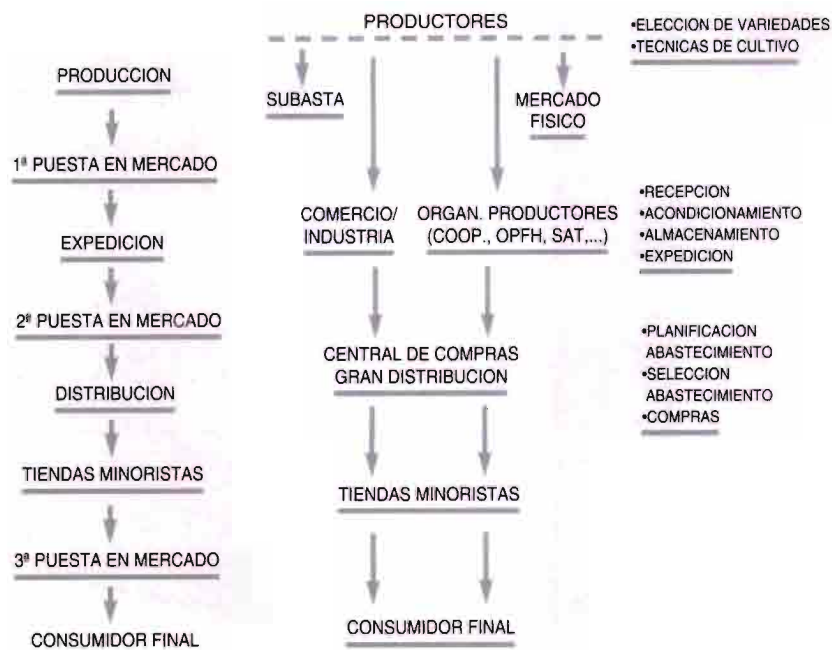 PRODUCCION
1ª PUESTA EN MERCADO
EXPEDICION
2ª PUESTA EN MERCADO
DISTRIBUCION
TIENDAS MINORISTAS
3ª PUESTA EN MERCADO
CONSUMIDOR FINAL
PRODUCTORES
SUBASTA
MERCADO
FISICO
COMERCIO/
INDUSTRIA
ORGAN. PRODUCTORES
(COOP., OPFH, SAT,...)
CENTRAL DE COMPRAS
GRAN DISTRIBUCION
TIENDAS MINORISTAS
CONSUMIDOR FINAL
•ELECCION DE VARIEDADES
•TECNICAS DE CULTIVO
•RECEPCION
•ACONDICIONAMIENTO
•ALMACENAMIENTO
•EXPEDICION
•PLANIFICACION
ABASTECIMIENTO
•SELECCION
ABASTECIMIENTO
•COMPRAS